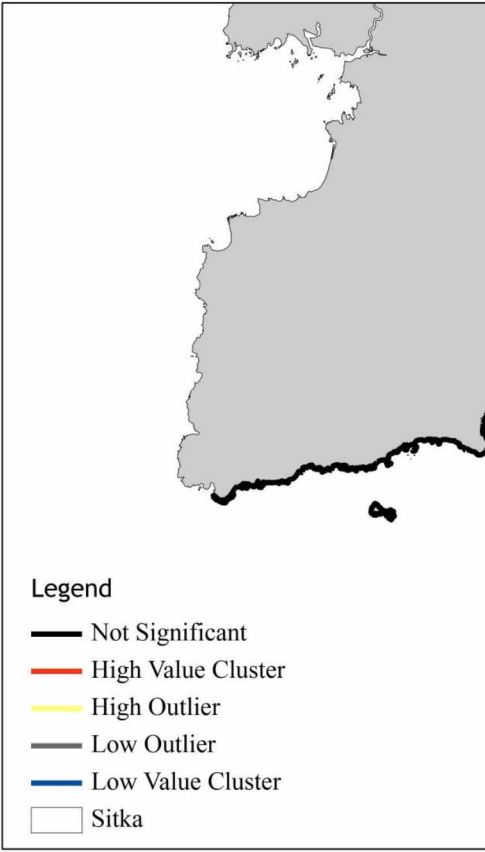 Legend
Not Significant
High Value Cluster
High Outlier
Low Outlier
Low Value Cluster
Sitka